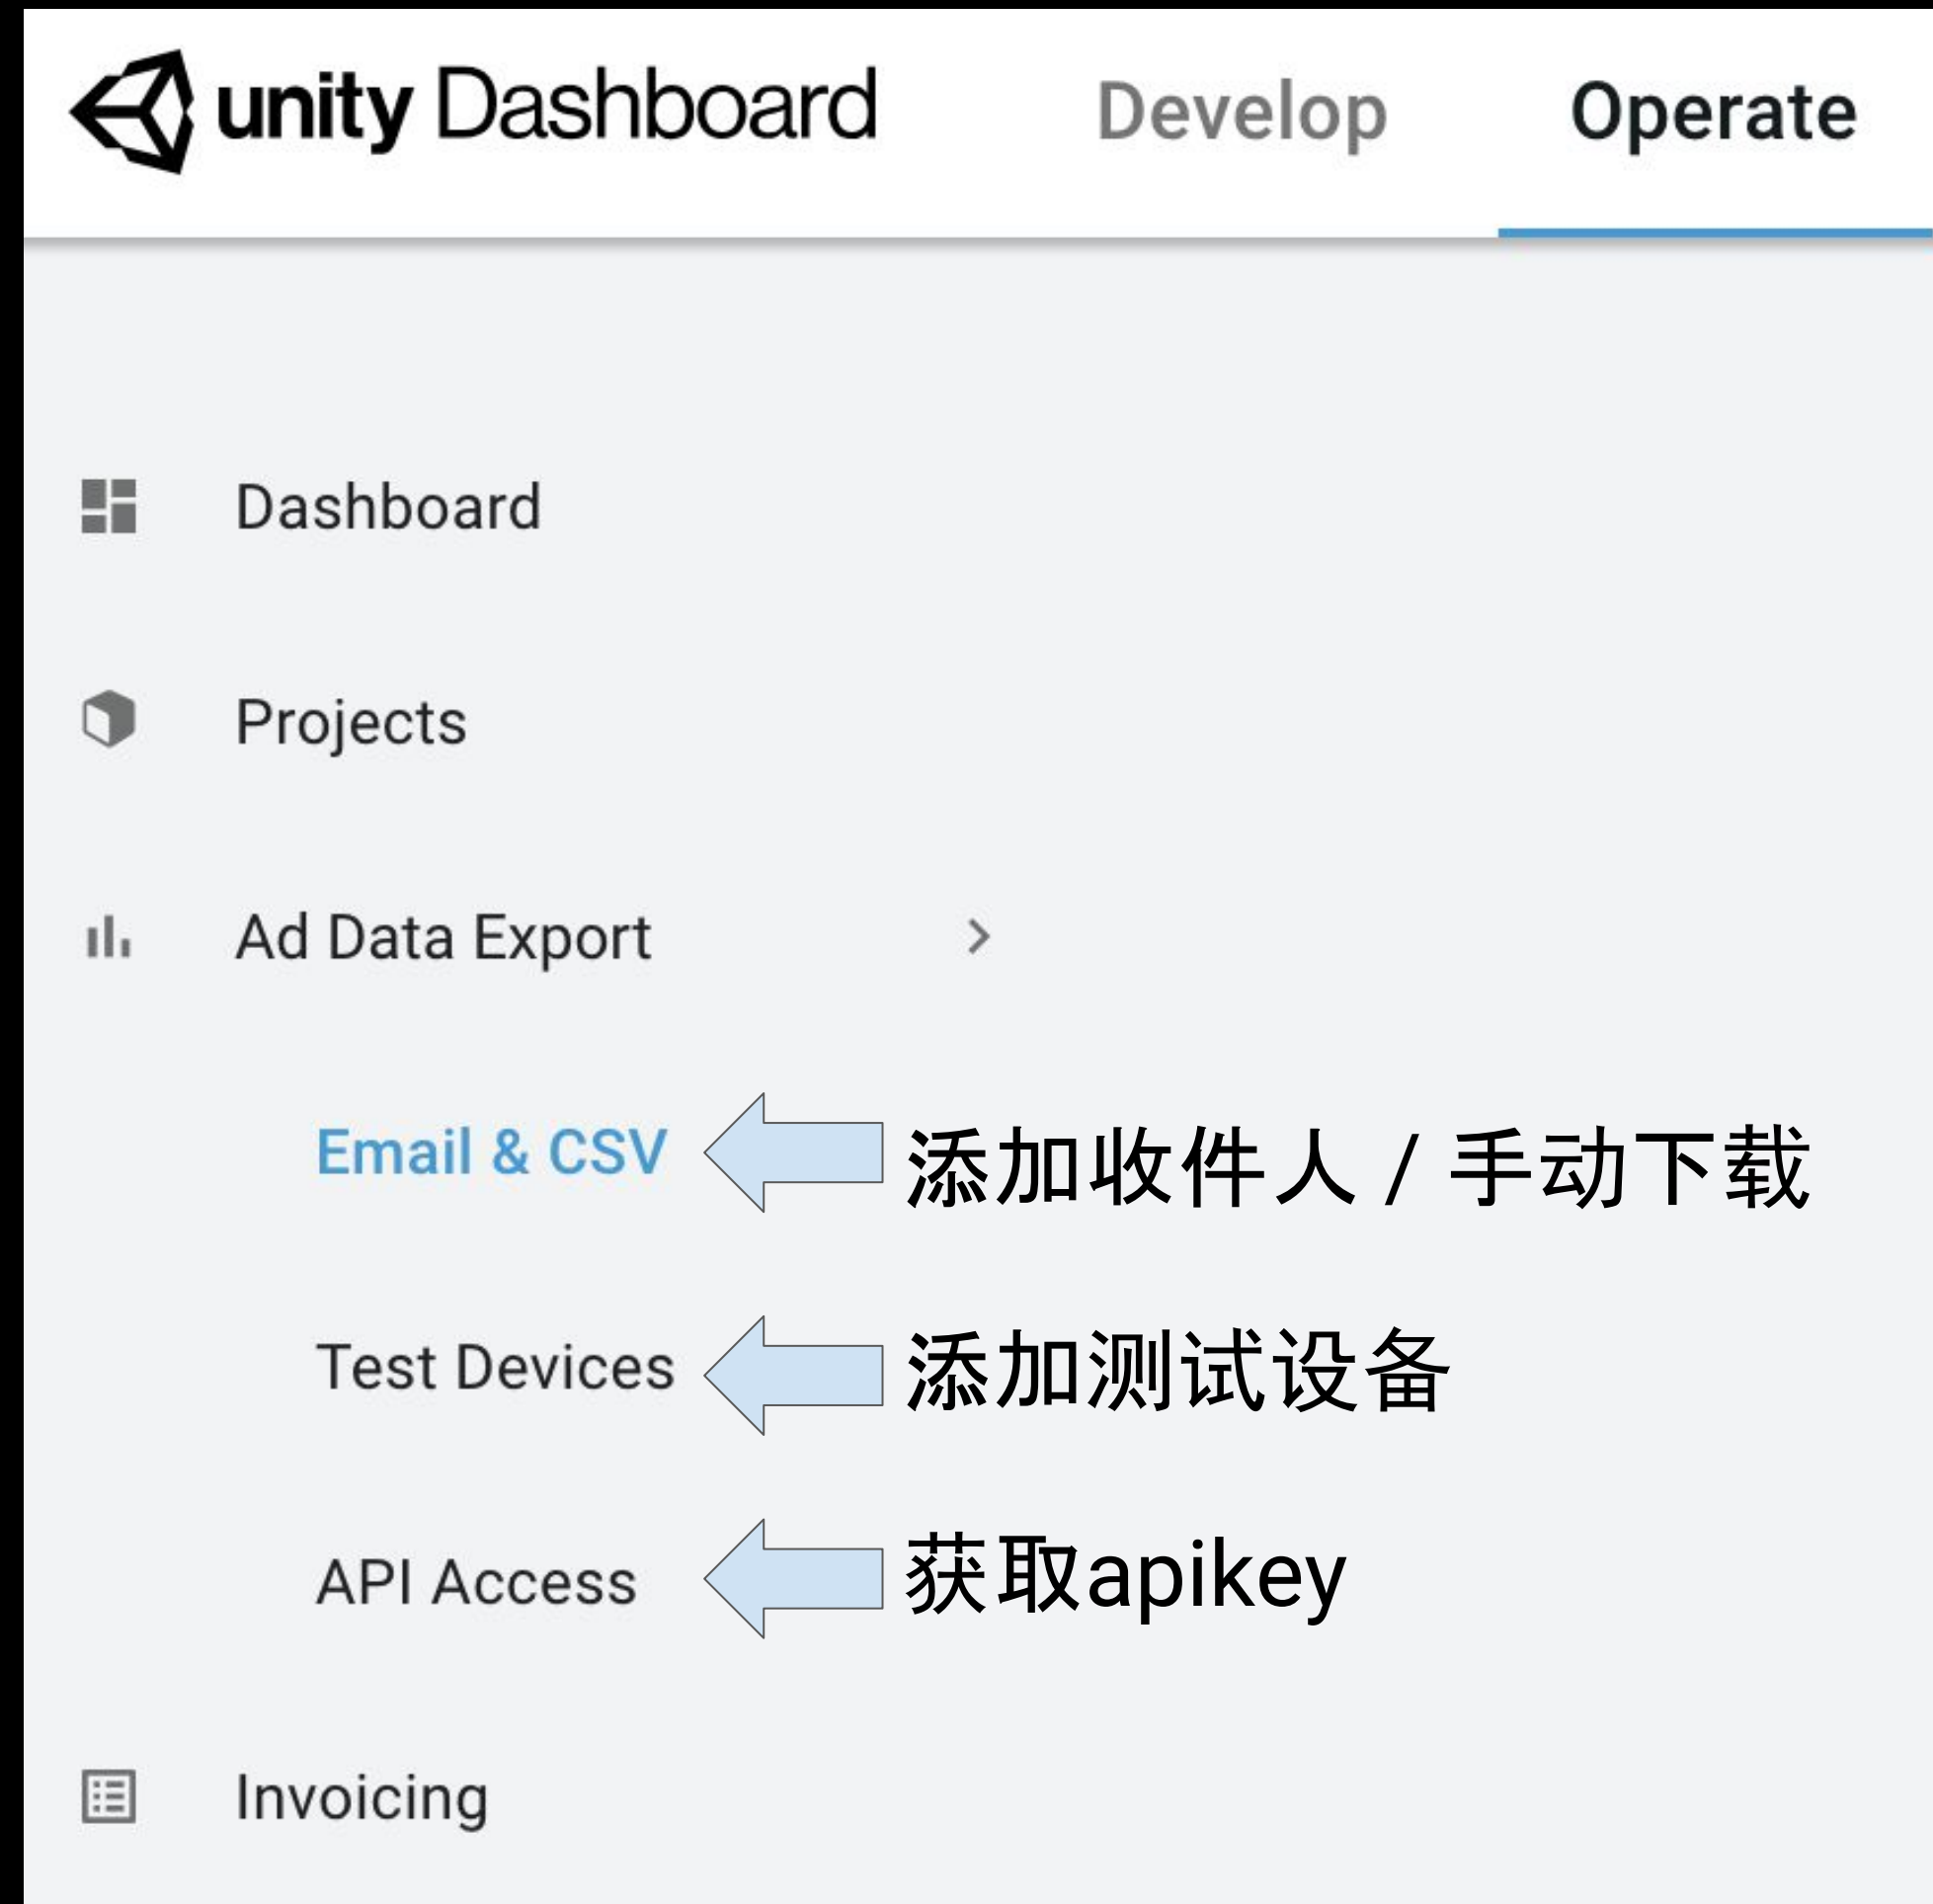 unity Dashboard Develop Operate
Dashboard
Projects
Ad Data Export
Email & CSV 添加收件人 / 手动下载
Test Devices 添加测试设备
API Access 获取apikey
Invoicing